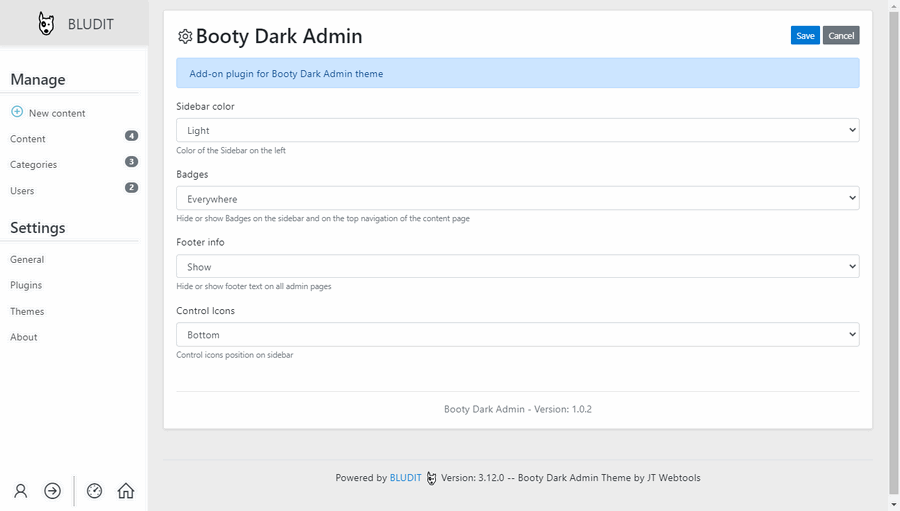 BLUDIT
Manage
New content
Content 4
Categories 3
Users 2
Settings
General
Plugins
Themes
About
Booty Dark Admin
Save Cancel
Add-on plugin for Booty Dark Admin theme
Sidebar color
Light
Color of the Sidebar on the left
Badges
Everywhere
Hide or show Badges on the sidebar and on the top navigation of the content page
Footer info
Show
Hide or show footer text on all admin pages
Control Icons
Bottom
Control icons position on sidebar
Booty Dark Admin - Version: 1.0.2
Powered by BLUDIT Version: 3.12.0 -- Booty Dark Admin Theme by JT Webtools